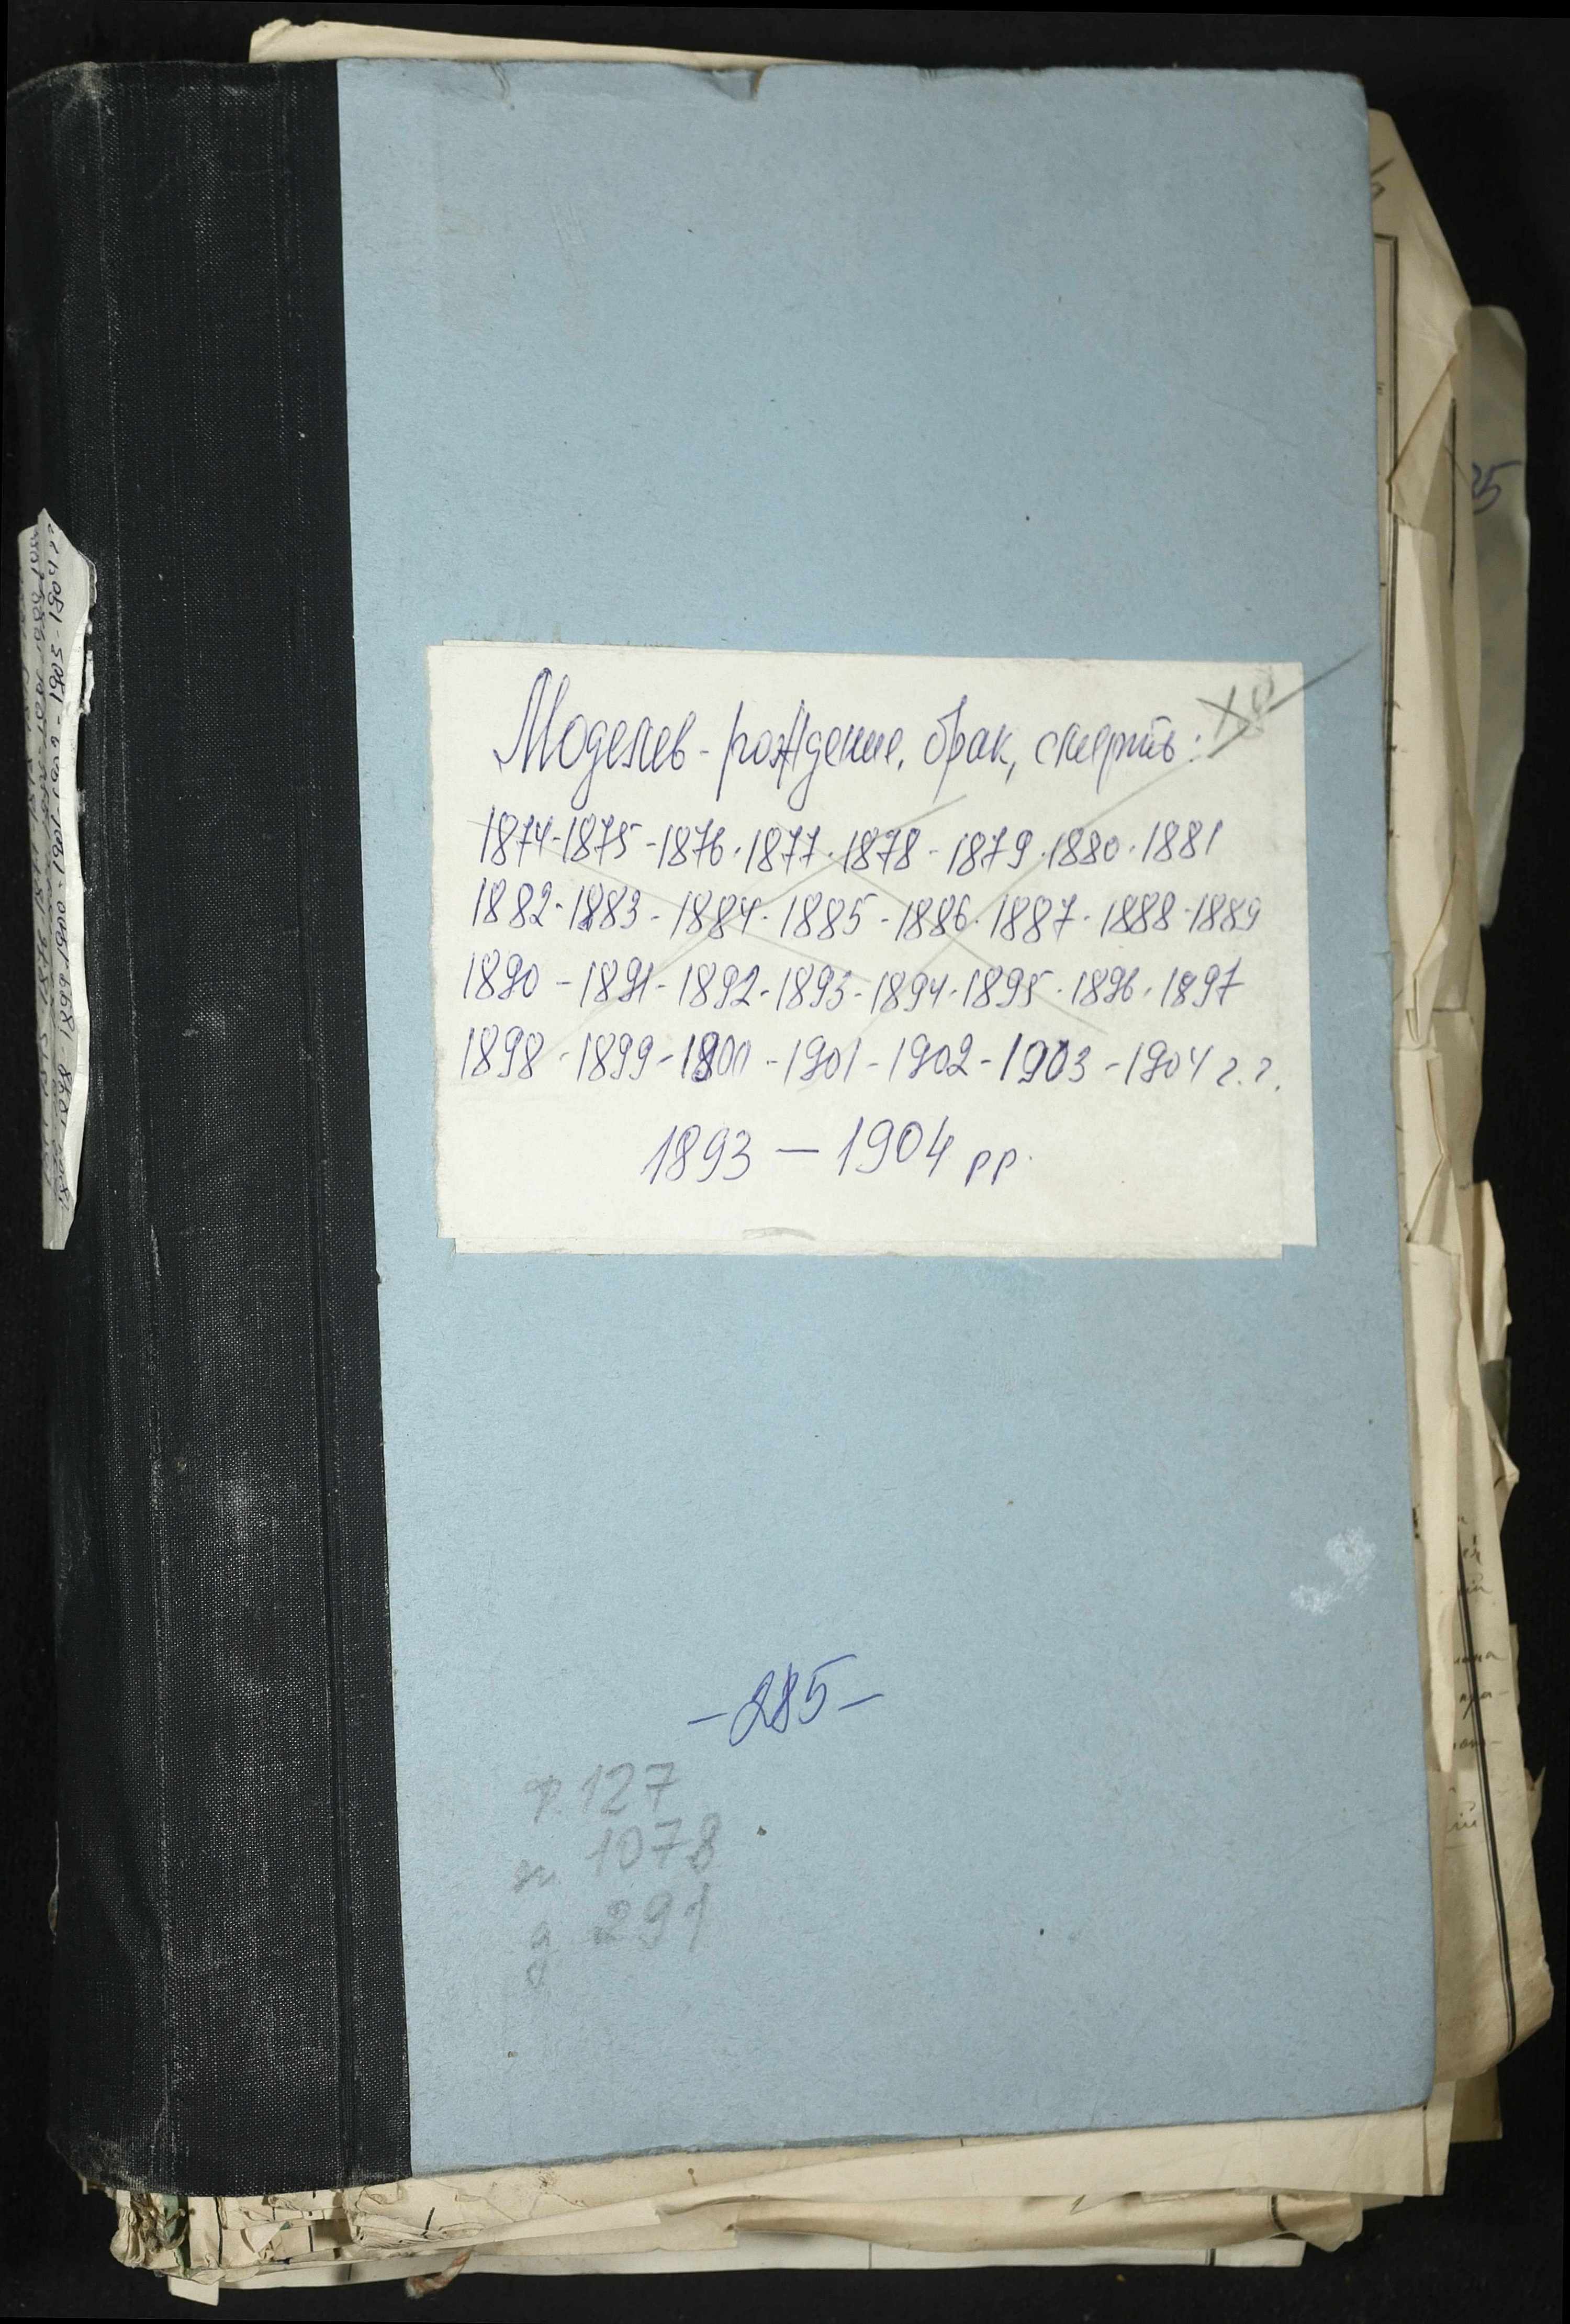 Моделев - рождение, брак, смерть:
1874-1875-1876-1877-1878-1879-1880-1881
1882-1883-1884-1885-1886-1887-1888-1889
1890-1891-1892-1893-1894-1895-1896-1897
1898-1899-1900-1901-1902-1903-1904 г.г.
1893 — 1904 рр.
-285-
ф. 127
1078
д 291